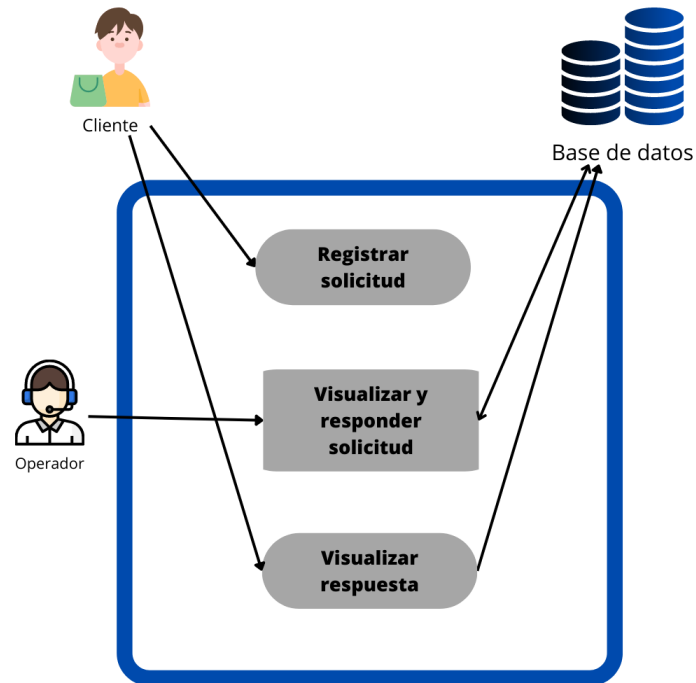 Cliente
Base de datos
Registrar
solicitud
Visualizar y
responder
solicitud
Operador
Visualizar
respuesta